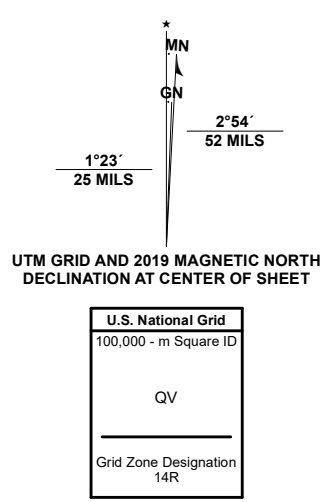 ★
MN
GN
2°54´
52 MILS
1°23´
25 MILS
UTM GRID AND 2019 MAGNETIC NORTH
DECLINATION AT CENTER OF SHEET
U.S. National Grid
100,000 - m Square ID
QV
Grid Zone Designation
14R